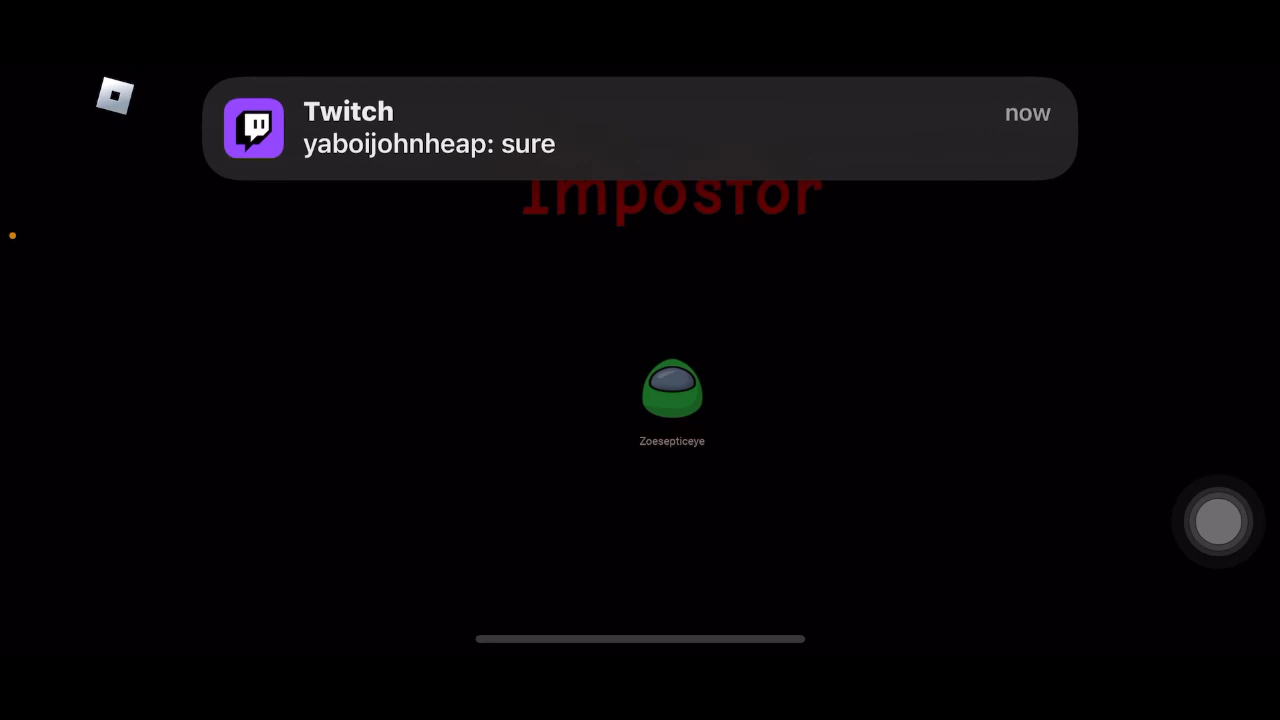 Twitch
now
yaboijohnheap: sure
Impostor
Zoesepticeye